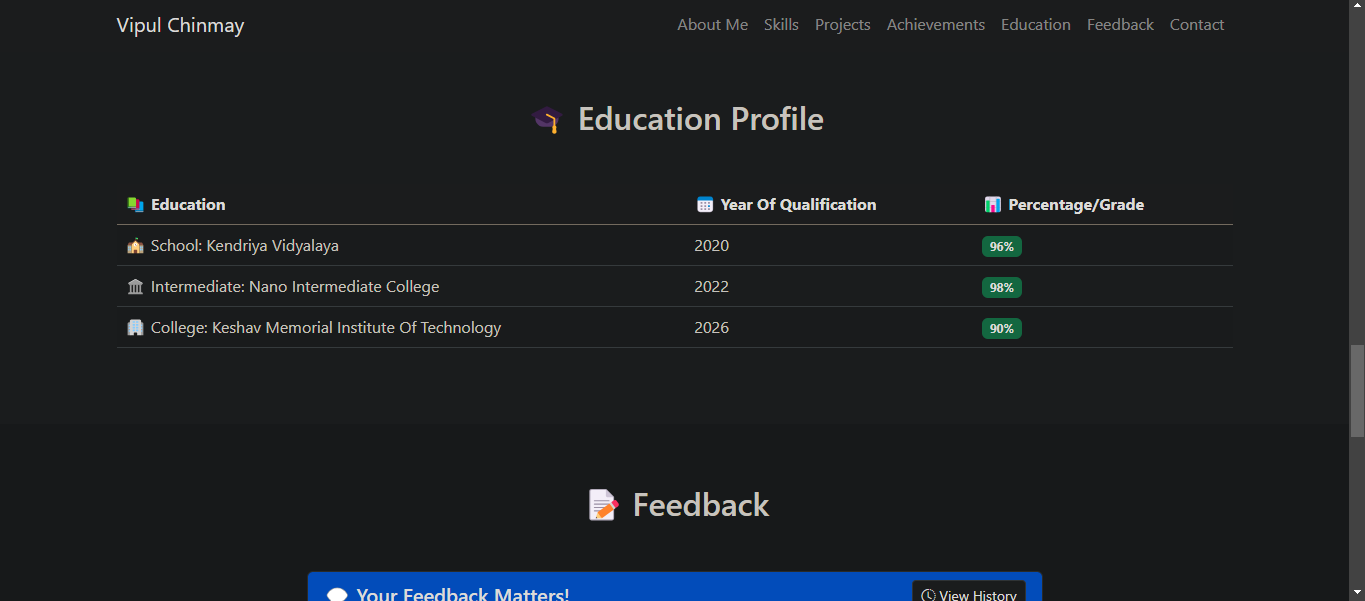 Vipul Chinmay About Me Skills Projects Achievements Education Feedback Contact
Education Profile
Education Year Of Qualification Percentage/Grade
School: Kendriya Vidyalaya 2020 96%
Intermediate: Nano Intermediate College 2022 98%
College: Keshav Memorial Institute Of Technology 2026 90%
Feedback
Your Feedback Matters! View History